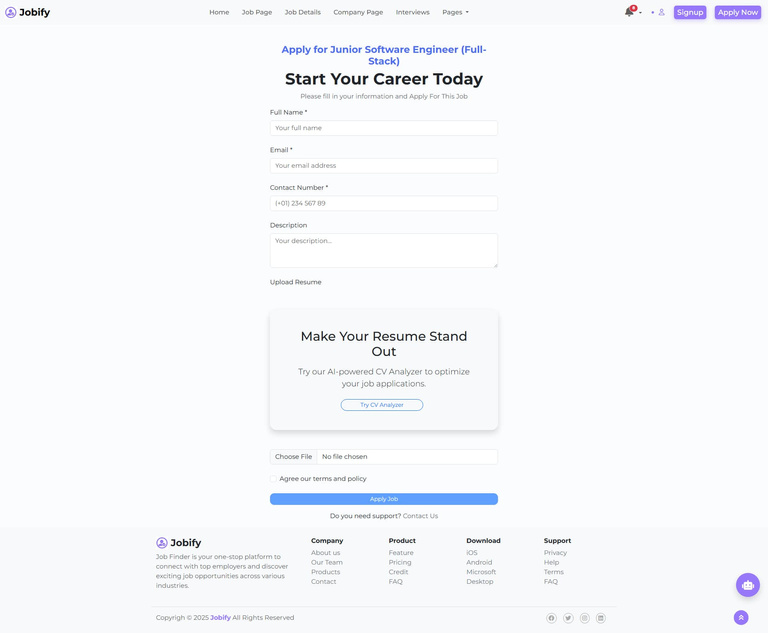 Jobify
Home Job Page Job Details Company Page Interviews Pages
Signup Apply Now
Apply for Junior Software Engineer (Full-
Stack)
Start Your Career Today
Please fill in your information and Apply For This Job
Full Name *
Your full name
Email *
Your email address
Contact Number *
(+01) 234 567 89
Description
Your description...
Upload Resume
Make Your Resume Stand
Out
Try our AI-powered CV Analyzer to optimize
your job applications.
Try CV Analyzer
Choose File No file chosen
Agree our terms and policy
Apply Job
Do you need support? Contact Us
Jobify
Job Finder is your one-stop platform to
connect with top employers and discover
exciting job opportunities across various
industries.
Company
About us
Our Team
Products
Contact
Product
Feature
Pricing
Credit
FAQ
Download
iOS
Android
Microsoft
Desktop
Support
Privacy
Help
Terms
FAQ
Copyrigh © 2025 Jobify All Rights Reserved